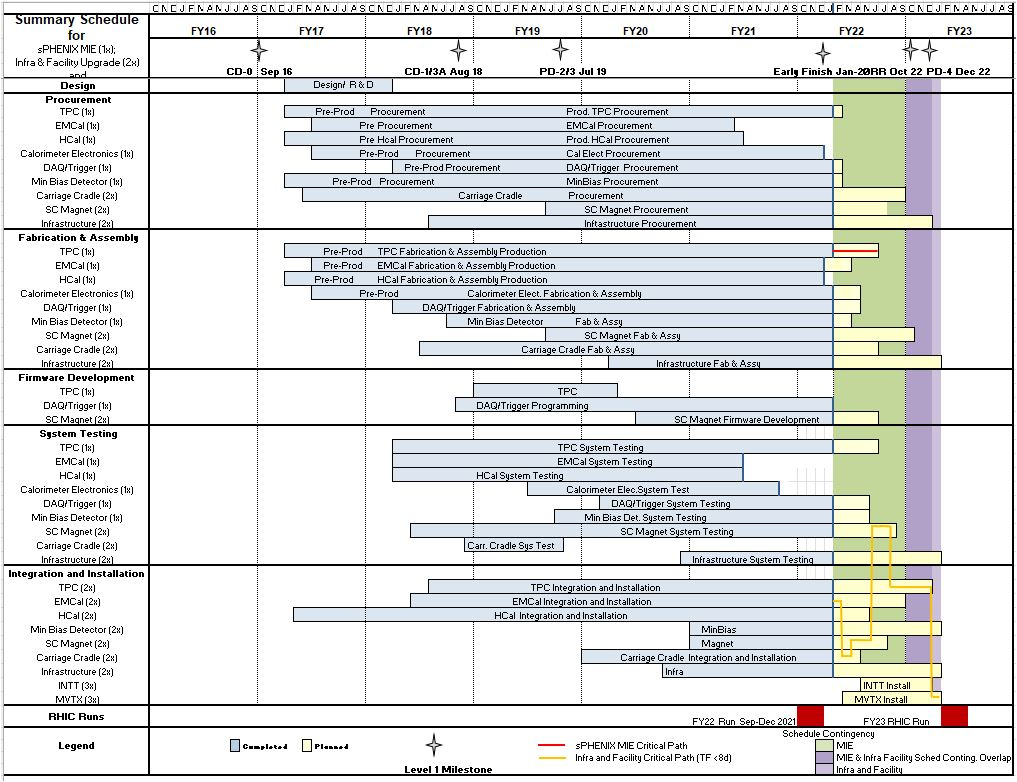 O N D J F M A M J J A S O N D J F M A M J J A S O N D J F M A M J J A S O N D J F M A M J J A S O N D J F M A M J J A S O N D J F M A M J J A S O N D J F M A M J J A S O N D J F M A M J J A S
Summary Schedule
for
sPHENIX MIE (1x);
Infra & Facility Upgrade (2x)
and
FY16 FY17 FY18 FY19 FY20 FY21 FY22 FY23
CD-0 Sep 16 CD-1/3A Aug 18 PD-2/3 Jul 19 Early Finish Jan-20 RR Oct 22 PD-4 Dec 22
Design Design/ R & D
Procurement
TPC (1x) Pre-Prod Procurement Prod. TPC Procurement
EMCal (1x) Pre Procurement EMCal Procurement
HCal (1x) Pre Hcal Procurement Prod. HCal Procurement
Calorimeter Electronics (1x) Pre-Prod Procurement Cal Elect Procurement
DAQ/Trigger (1x) Pre-Prod Procurement DAQ/Trigger Procurement
Min Bias Detector (1x) Pre-Prod Procurement MinBias Procurement
Carriage Cradle (2x) Carriage Cradle Procurement
SC Magnet (2x) SC Magnet Procurement
Infrastructure (2x) Intfastructure Procurement
Fabrication & Assembly
TPC (1x) Pre-Prod TPC Fabrication & Assembly Production
EMCal (1x) Pre-Prod EMCal Fabrication & Assembly Production
HCal (1x) Pre-Prod HCal Fabrication & Assembly Production
Calorimeter Electronics (1x) Pre-Prod Calorimeter Elect. Fabrication & Assembly
DAQ/Trigger (1x) DAQ/Trigger Fabrication & Assembly
Min Bias Detector (1x) Min Bias Detector Fab & Assy
SC Magnet (2x) SC Magnet Fab & Assy
Carriage Cradle (2x) Carriage Cradle Fab & Assy
Infrastructure (2x) Infrastructure Fab & Assy
Firmware Development
TPC (1x) TPC
DAQ/Trigger (1x) DAQ/Trigger Programming
SC Magnet (2x) SC Magnet Firmware Development
System Testing
TPC (1x) TPC System Testing
EMCal (1x) EMCal System Testing
HCal (1x) HCal System Testing
Calorimeter Electronics (1x) Calorimeter Elec.System Test
DAQ/Trigger (1x) DAQ/Trigger System Testing
Min Bias Detector (1x) Min Bias Det. System Testing
SC Magnet (2x) SC Magnet System Testing
Carriage Cradle (2x) Carr. Cradle Sys Test
Infrastructure (2x) Infrastructure System Testing
Integration and Installation
TPC (2x) TPC Integration and Installation
EMCal (2x) EMCal Integration and Installation
HCal (2x) HCal Integration and Installation
Min Bias Detector (2x) MinBias
SC Magnet (2x) Magnet
Carriage Cradle (2x) Carriage Cradle Integration and Installation
Infrastructure (2x) Infra
INTT (3x) INTT Install
MVTX (3x) MVTX Install
RHIC Runs FY22 Run Sep-Dec 2021 FY23 RHIC Run
Legend Completed Planned
Level 1 Milestone
sPHENIX MIE Critical Path
Infra and Facility Critical Path (TF <8d)
Schedule Contingency
MIE
MIE & Infra Facility Sched Conting. Overlap
Infra and Facility